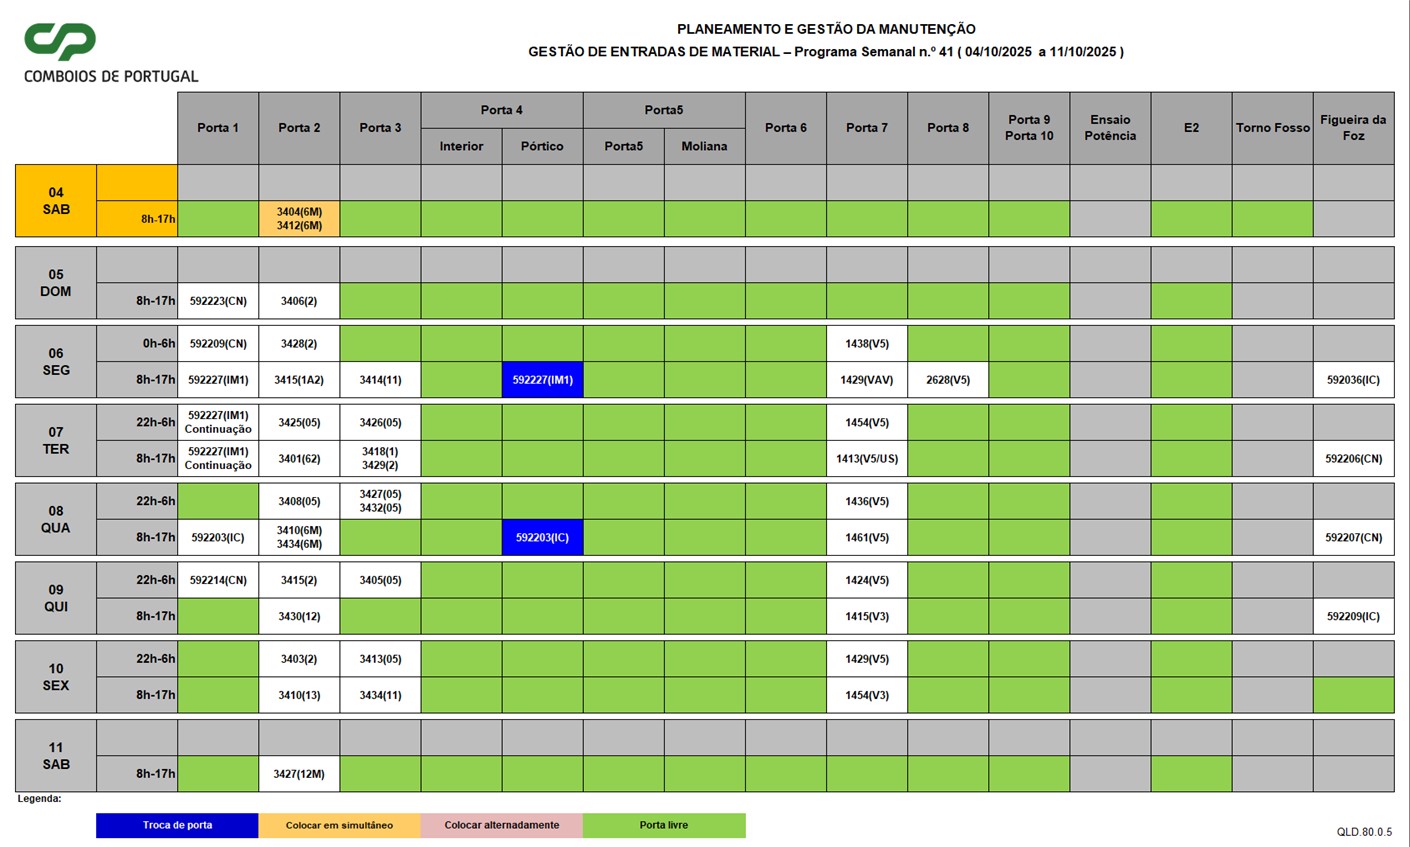 CP
COMBOIOS DE PORTUGAL
PLANEAMENTO E GESTÃO DA MANUTENÇÃO
GESTÃO DE ENTRADAS DE MATERIAL – Programa Semanal n.º 41 ( 04/10/2025 a 11/10/2025 )
Porta 1 Porta 2 Porta 3 Porta 4 Porta5 Porta 6 Porta 7 Porta 8 Porta 9 Porta 10 Ensaio Potência E2 Torno Fosso Figueira da Foz
Interior Pórtico Porta5 Moliana
04
SAB
8h-17h 3404(6M)
3412(6M)
05
DOM
8h-17h 592223(CN) 3406(2)
06
SEG
0h-6h 592209(CN) 3428(2) 1438(V5)
8h-17h 592227(IM1) 3415(1A2) 3414(11) 592227(IM1) 1429(VAV) 2628(V5) 592036(IC)
07
TER
22h-6h 592227(IM1) Continuação 3425(05) 3426(05) 1454(V5)
8h-17h 592227(IM1) Continuação 3401(62) 3418(1) 3429(2) 1413(V5/US) 592206(CN)
08
QUA
22h-6h 3408(05) 3427(05) 3432(05) 1436(V5)
8h-17h 592203(IC) 3410(6M) 3434(6M) 592203(IC) 1461(V5) 592207(CN)
09
QUI
22h-6h 592214(CN) 3415(2) 3405(05) 1424(V5)
8h-17h 3430(12) 1415(V3) 592209(IC)
10
SEX
22h-6h 3403(2) 3413(05) 1429(V5)
8h-17h 3410(13) 3434(11) 1454(V3)
11
SAB
8h-17h 3427(12M)
Legenda:
Troca de porta Colocar em simultáneo Colocar alternadamente Porta livre
QLD.80.0.5